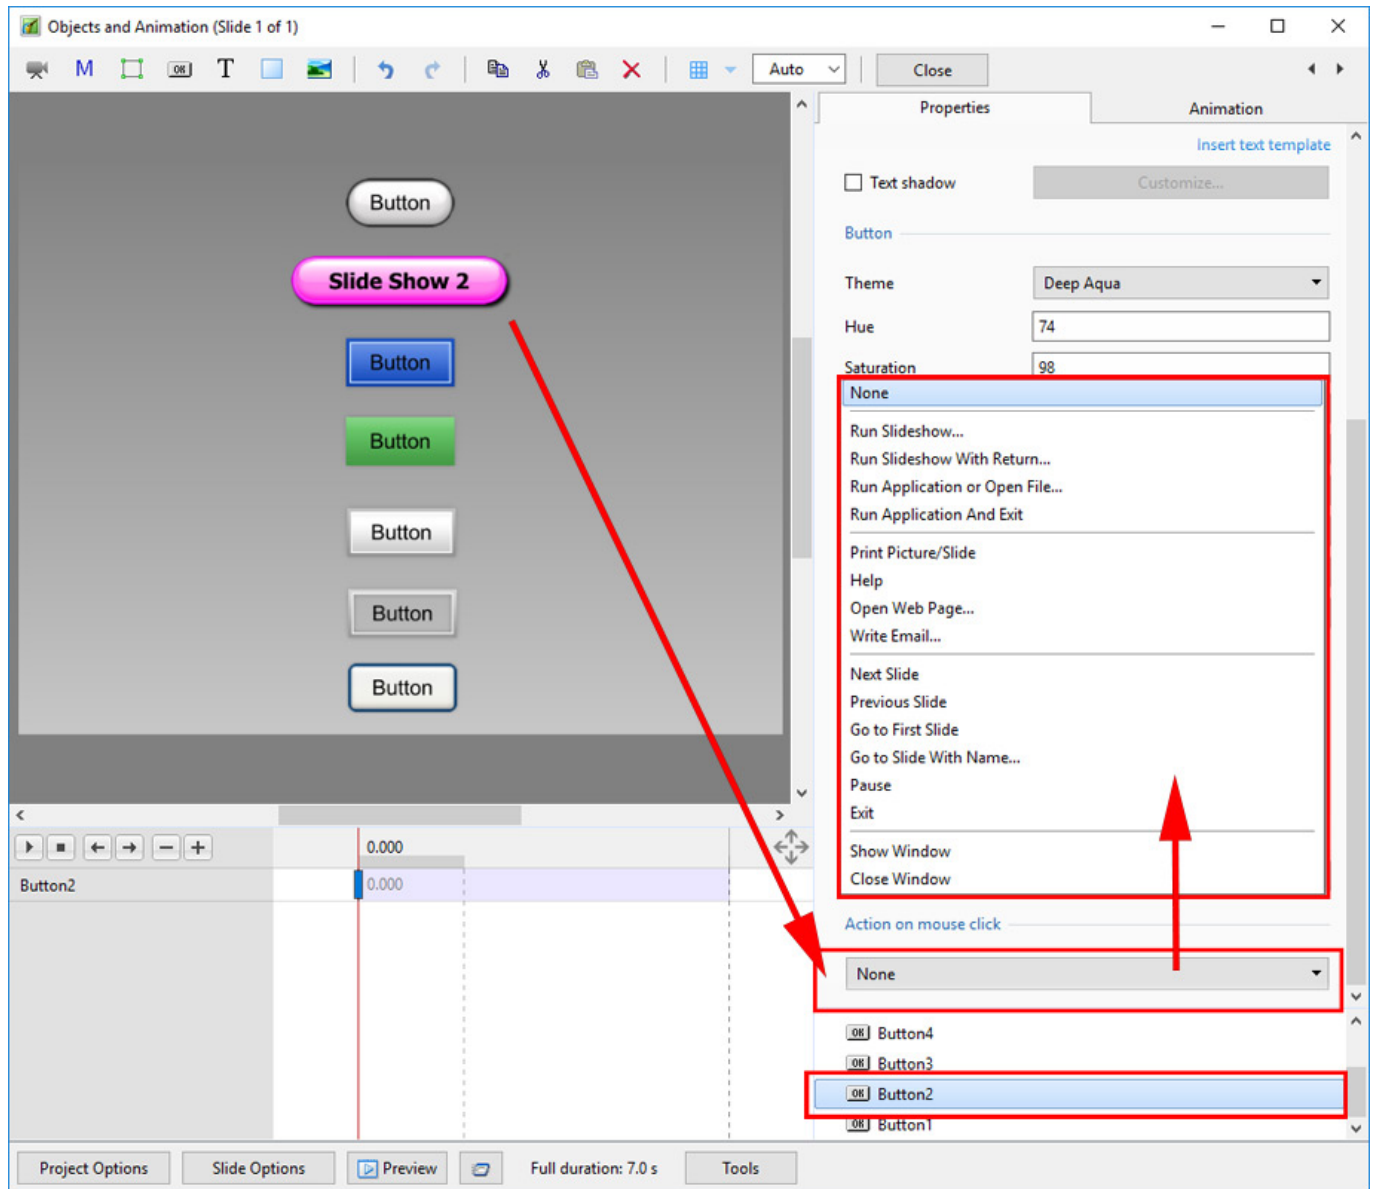 Objects and Animation (Slide 1 of 1)
M
OK
T
Auto
Close
Properties
Animation
Insert text template
Text shadow
Customize...
Button
Theme
Deep Aqua
Hue
74
Saturation
98
None
Run Slideshow...
Run Slideshow With Return...
Run Application or Open File...
Run Application And Exit
Print Picture/Slide
Help
Open Web Page...
Write Email...
Next Slide
Previous Slide
Go to First Slide
Go to Slide With Name...
Pause
Exit
Show Window
Close Window
Action on mouse click
None
OK Button4
OK Button3
OK Button2
OK Button1
Button
Slide Show 2
Button
Button
Button
Button
Button
0.000
Button2
0.000
Project Options
Slide Options
Preview
Full duration: 7.0 s
Tools